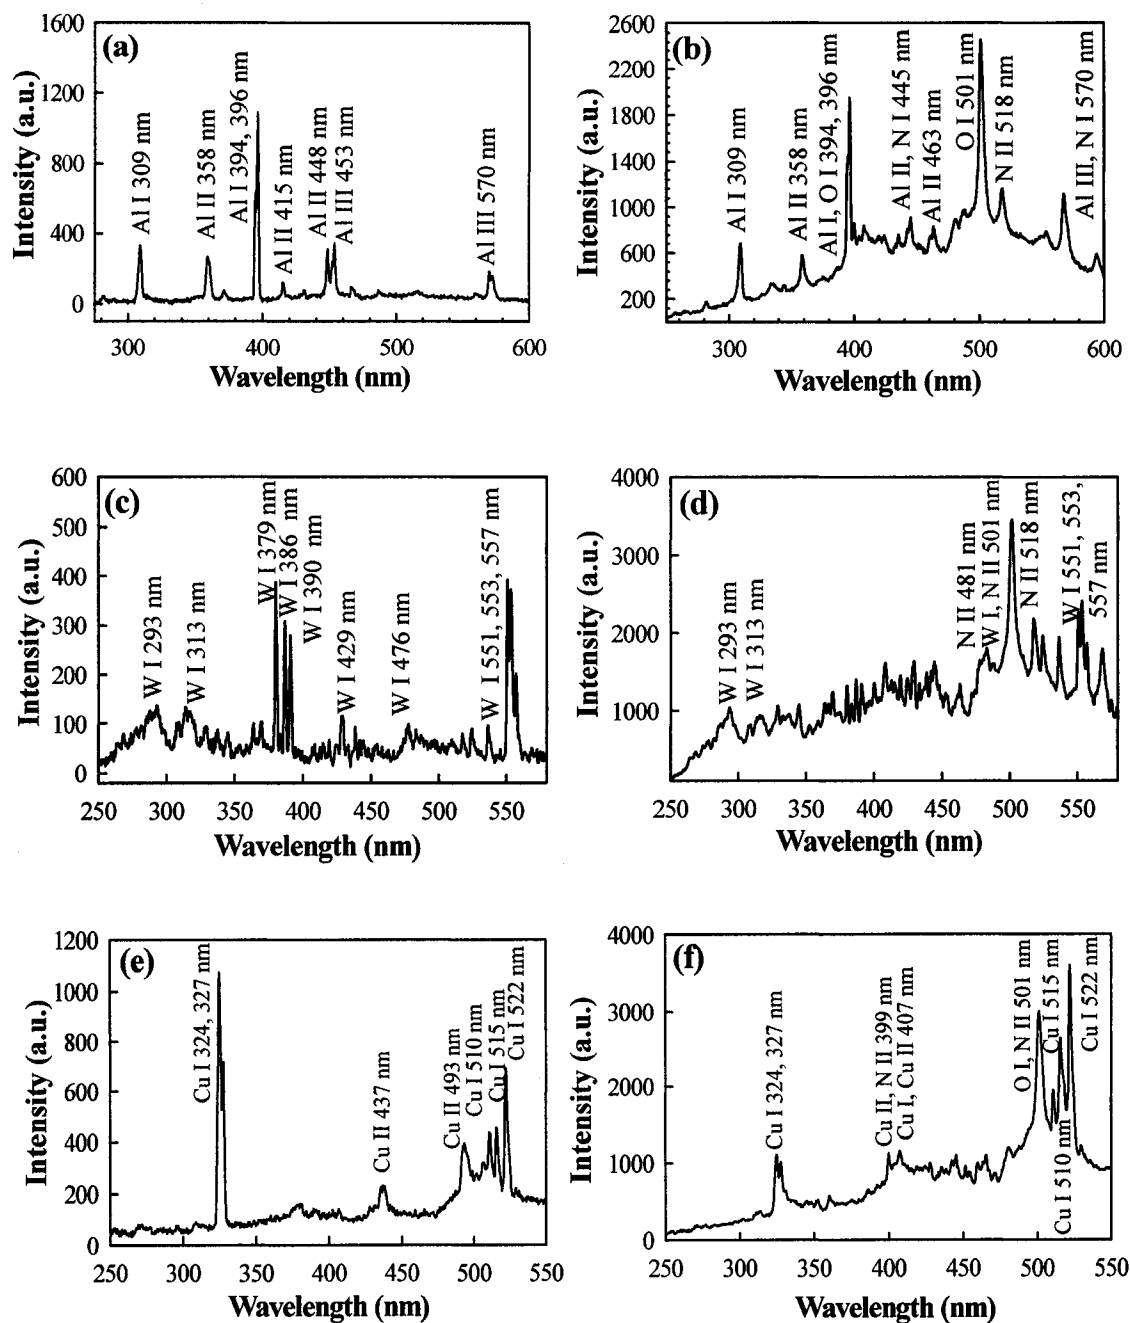 (a)
Intensity (a.u.)
1600
1200
800
400
0
Al I 309 nm
Al II 358 nm
Al I 394, 396 nm
Al II 415 nm
Al II 448 nm
Al III 453 nm
Al III 570 nm
300 400 500 600
Wavelength (nm)
(b)
Intensity (a.u.)
2600
2200
1800
1400
1000
600
200
Al I 309 nm
Al II 358 nm
Al I, O I 394, 396 nm
Al II, N I 445 nm
Al II 463 nm
O I 501 nm
N II 518 nm
Al III, N I 570 nm
300 400 500 600
Wavelength (nm)
(c)
Intensity (a.u.)
600
500
400
300
200
100
0
W I 293 nm
W I 313 nm
W I 379 nm
W I 386 nm
W I 390 nm
W I 429 nm
W I 476 nm
W I 551, 553, 557 nm
250 300 350 400 450 500 550
Wavelength (nm)
(d)
Intensity (a.u.)
4000
3000
2000
1000
W I 293 nm
W I 313 nm
N II 481 nm
W I, N II 501 nm
N II 518 nm
W I 551, 553,
557 nm
250 300 350 400 450 500 550
Wavelength (nm)
(e)
Intensity (a.u.)
1200
1000
800
600
400
200
0
Cu I 324, 327 nm
Cu II 437 nm
Cu II 493 nm
Cu I 510 nm
Cu I 515 nm
Cu I 522 nm
250 300 350 400 450 500 550
Wavelength (nm)
(f)
Intensity (a.u.)
4000
3000
2000
1000
0
Cu I 324, 327 nm
Cu II, N II 399 nm
Cu I, Cu II 407 nm
O I, N II 501 nm
Cu I 510 nm
Cu I 515 nm
Cu I 522 nm
250 300 350 400 450 500 550
Wavelength (nm)